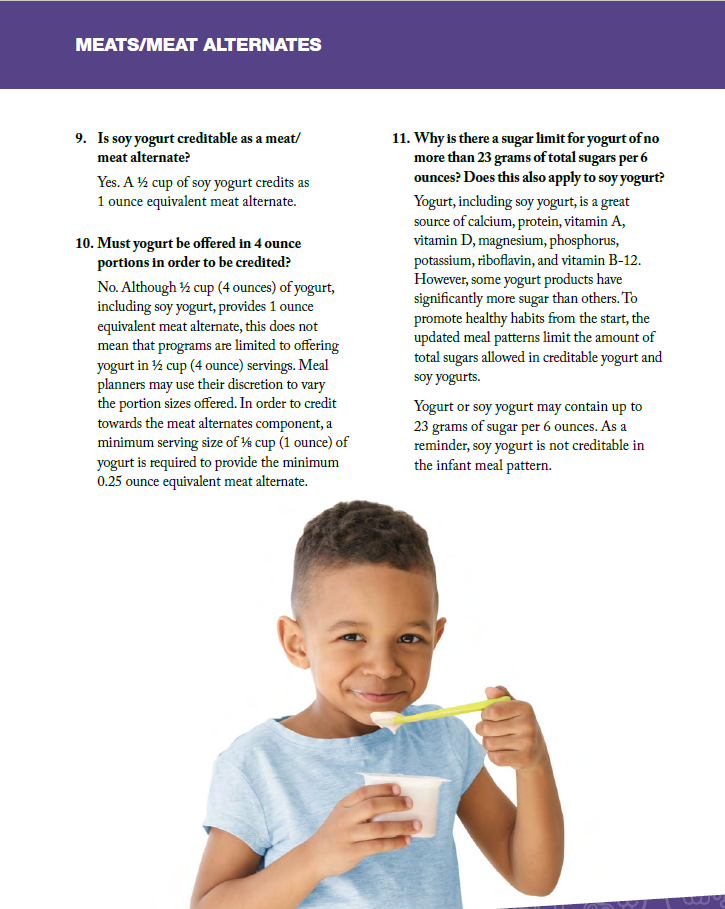 MEATS/MEAT ALTERNATES
9. Is soy yogurt creditable as a meat/
meat alternate?
Yes. A ½ cup of soy yogurt credits as
1 ounce equivalent meat alternate.
10. Must yogurt be offered in 4 ounce
portions in order to be credited?
No. Although ½ cup (4 ounces) of yogurt,
including soy yogurt, provides 1 ounce
equivalent meat alternate, this does not
mean that programs are limited to offering
yogurt in ½ cup (4 ounce) servings. Meal
planners may use their discretion to vary
the portion sizes offered. In order to credit
towards the meat alternates component, a
minimum serving size of ⅛ cup (1 ounce) of
yogurt is required to provide the minimum
0.25 ounce equivalent meat alternate.
11. Why is there a sugar limit for yogurt of no
more than 23 grams of total sugars per 6
ounces? Does this also apply to soy yogurt?
Yogurt, including soy yogurt, is a great
source of calcium, protein, vitamin A,
vitamin D, magnesium, phosphorus,
potassium, riboflavin, and vitamin B-12.
However, some yogurt products have
significantly more sugar than others. To
promote healthy habits from the start, the
updated meal patterns limit the amount of
total sugars allowed in creditable yogurt and
soy yogurts.
Yogurt or soy yogurt may contain up to
23 grams of sugar per 6 ounces. As a
reminder, soy yogurt is not creditable in
the infant meal pattern.